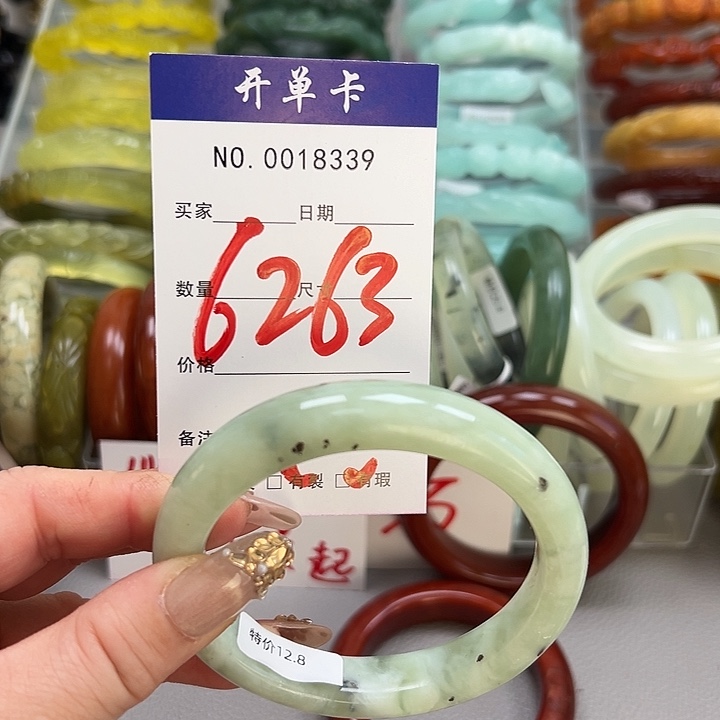 开单卡
NO. 0018339
买家 日期
数量 尺
6263
价格
备注
□有裂 □有瑕
起
特价12.8